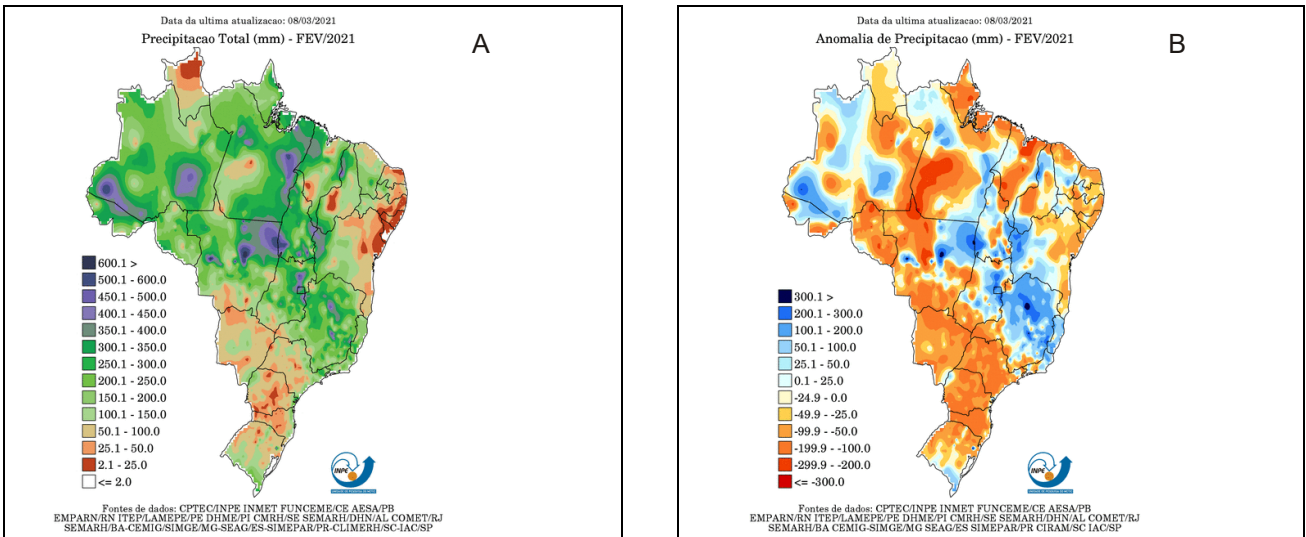 Data da ultima atualizacao: 08/03/2021
Precipitacao Total (mm) - FEV/2021
A
600.1 >
500.1 - 600.0
450.1 - 500.0
400.1 - 450.0
350.1 - 400.0
300.1 - 350.0
250.1 - 300.0
200.1 - 250.0
150.1 - 200.0
100.1 - 150.0
50.1 - 100.0
25.1 - 50.0
2.1 - 25.0
<= 2.0
INPE
Fontes de dados: CPTEC/INPE INMET FUNCEME/CE AESA/PB
EMPARN/RN ITEP/LAMEPE/PE DHME/PI CMRH/SE SEMARH/DHN/AL COMET/RJ
SEMARH/BA-CEMIG/SIMGE/MG-SEAG/ES-SIMEPAR/PR-CLIMERH/SC-IAC/SP
Data da ultima atualizacao: 08/03/2021
Anomalia de Precipitacao (mm) - FEV/2021
B
300.1 >
200.1 - 300.0
100.1 - 200.0
50.1 - 100.0
25.1 - 50.0
0.1 - 25.0
-24.9 - 0.0
-49.9 - -25.0
-99.9 - -50.0
-199.9 - -100.0
-299.9 - -200.0
<= -300.0
INPE
Fontes de dados: CPTEC/INPE INMET FUNCEME/CE AESA/PB
EMPARN/RN ITEP/LAMEPE/PE DHME/PI CMRH/SE SEMARH/DHN/AL COMET/RJ
SEMARH/BA CEMIG-SIMGE/MG SEAG/ES SIMEPAR/PR CIRAM/SC IAC/SP